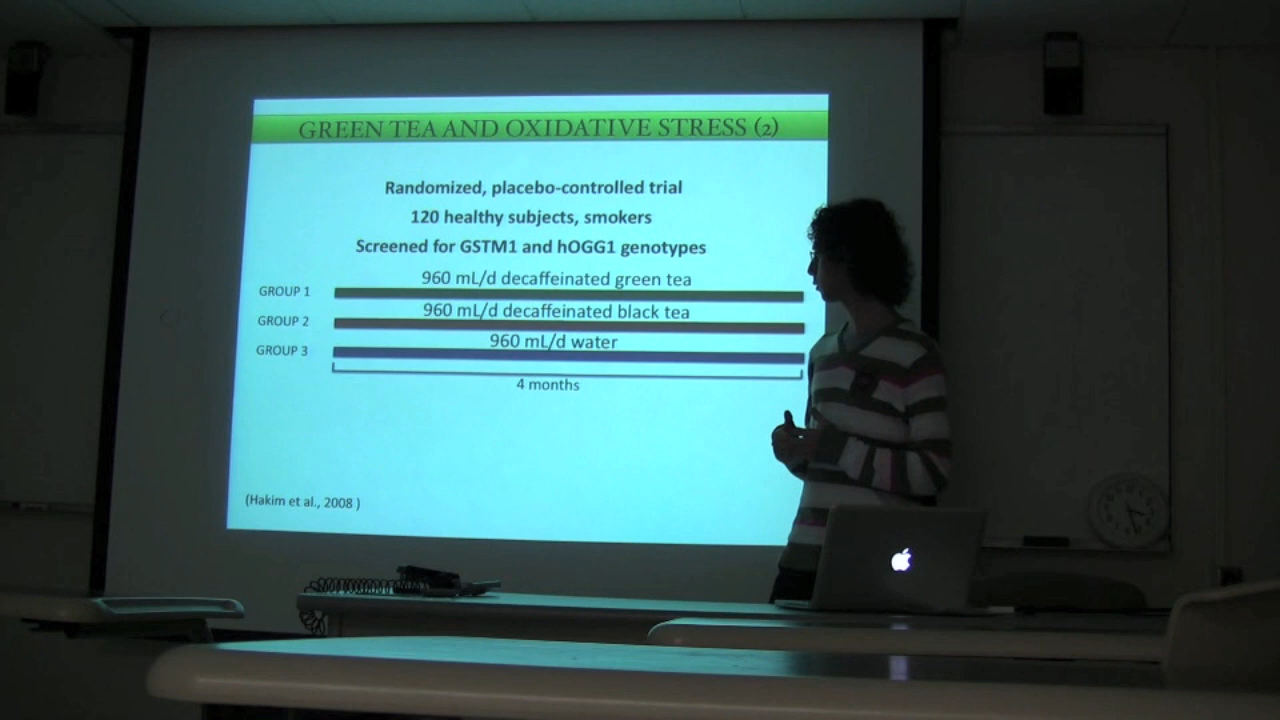 GREEN TEA AND OXIDATIVE STRESS (2)
Randomized, placebo-controlled trial
120 healthy subjects, smokers
Screened for GSTM1 and hOGG1 genotypes
960 mL/d decaffeinated green tea
GROUP 1
960 mL/d decaffeinated black tea
GROUP 2
960 mL/d water
GROUP 3
4 months
(Hakim et al., 2008 )